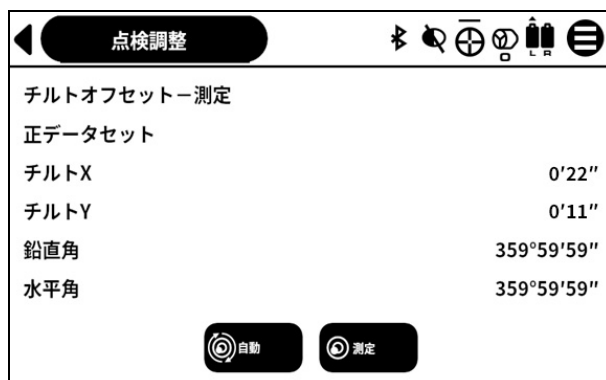 点検調整
L R
チルトオフセットー測定
正データセット
チルトX 0'22"
チルトY 0'11"
鉛直角 359°59'59"
水平角 359°59'59"
自動 測定